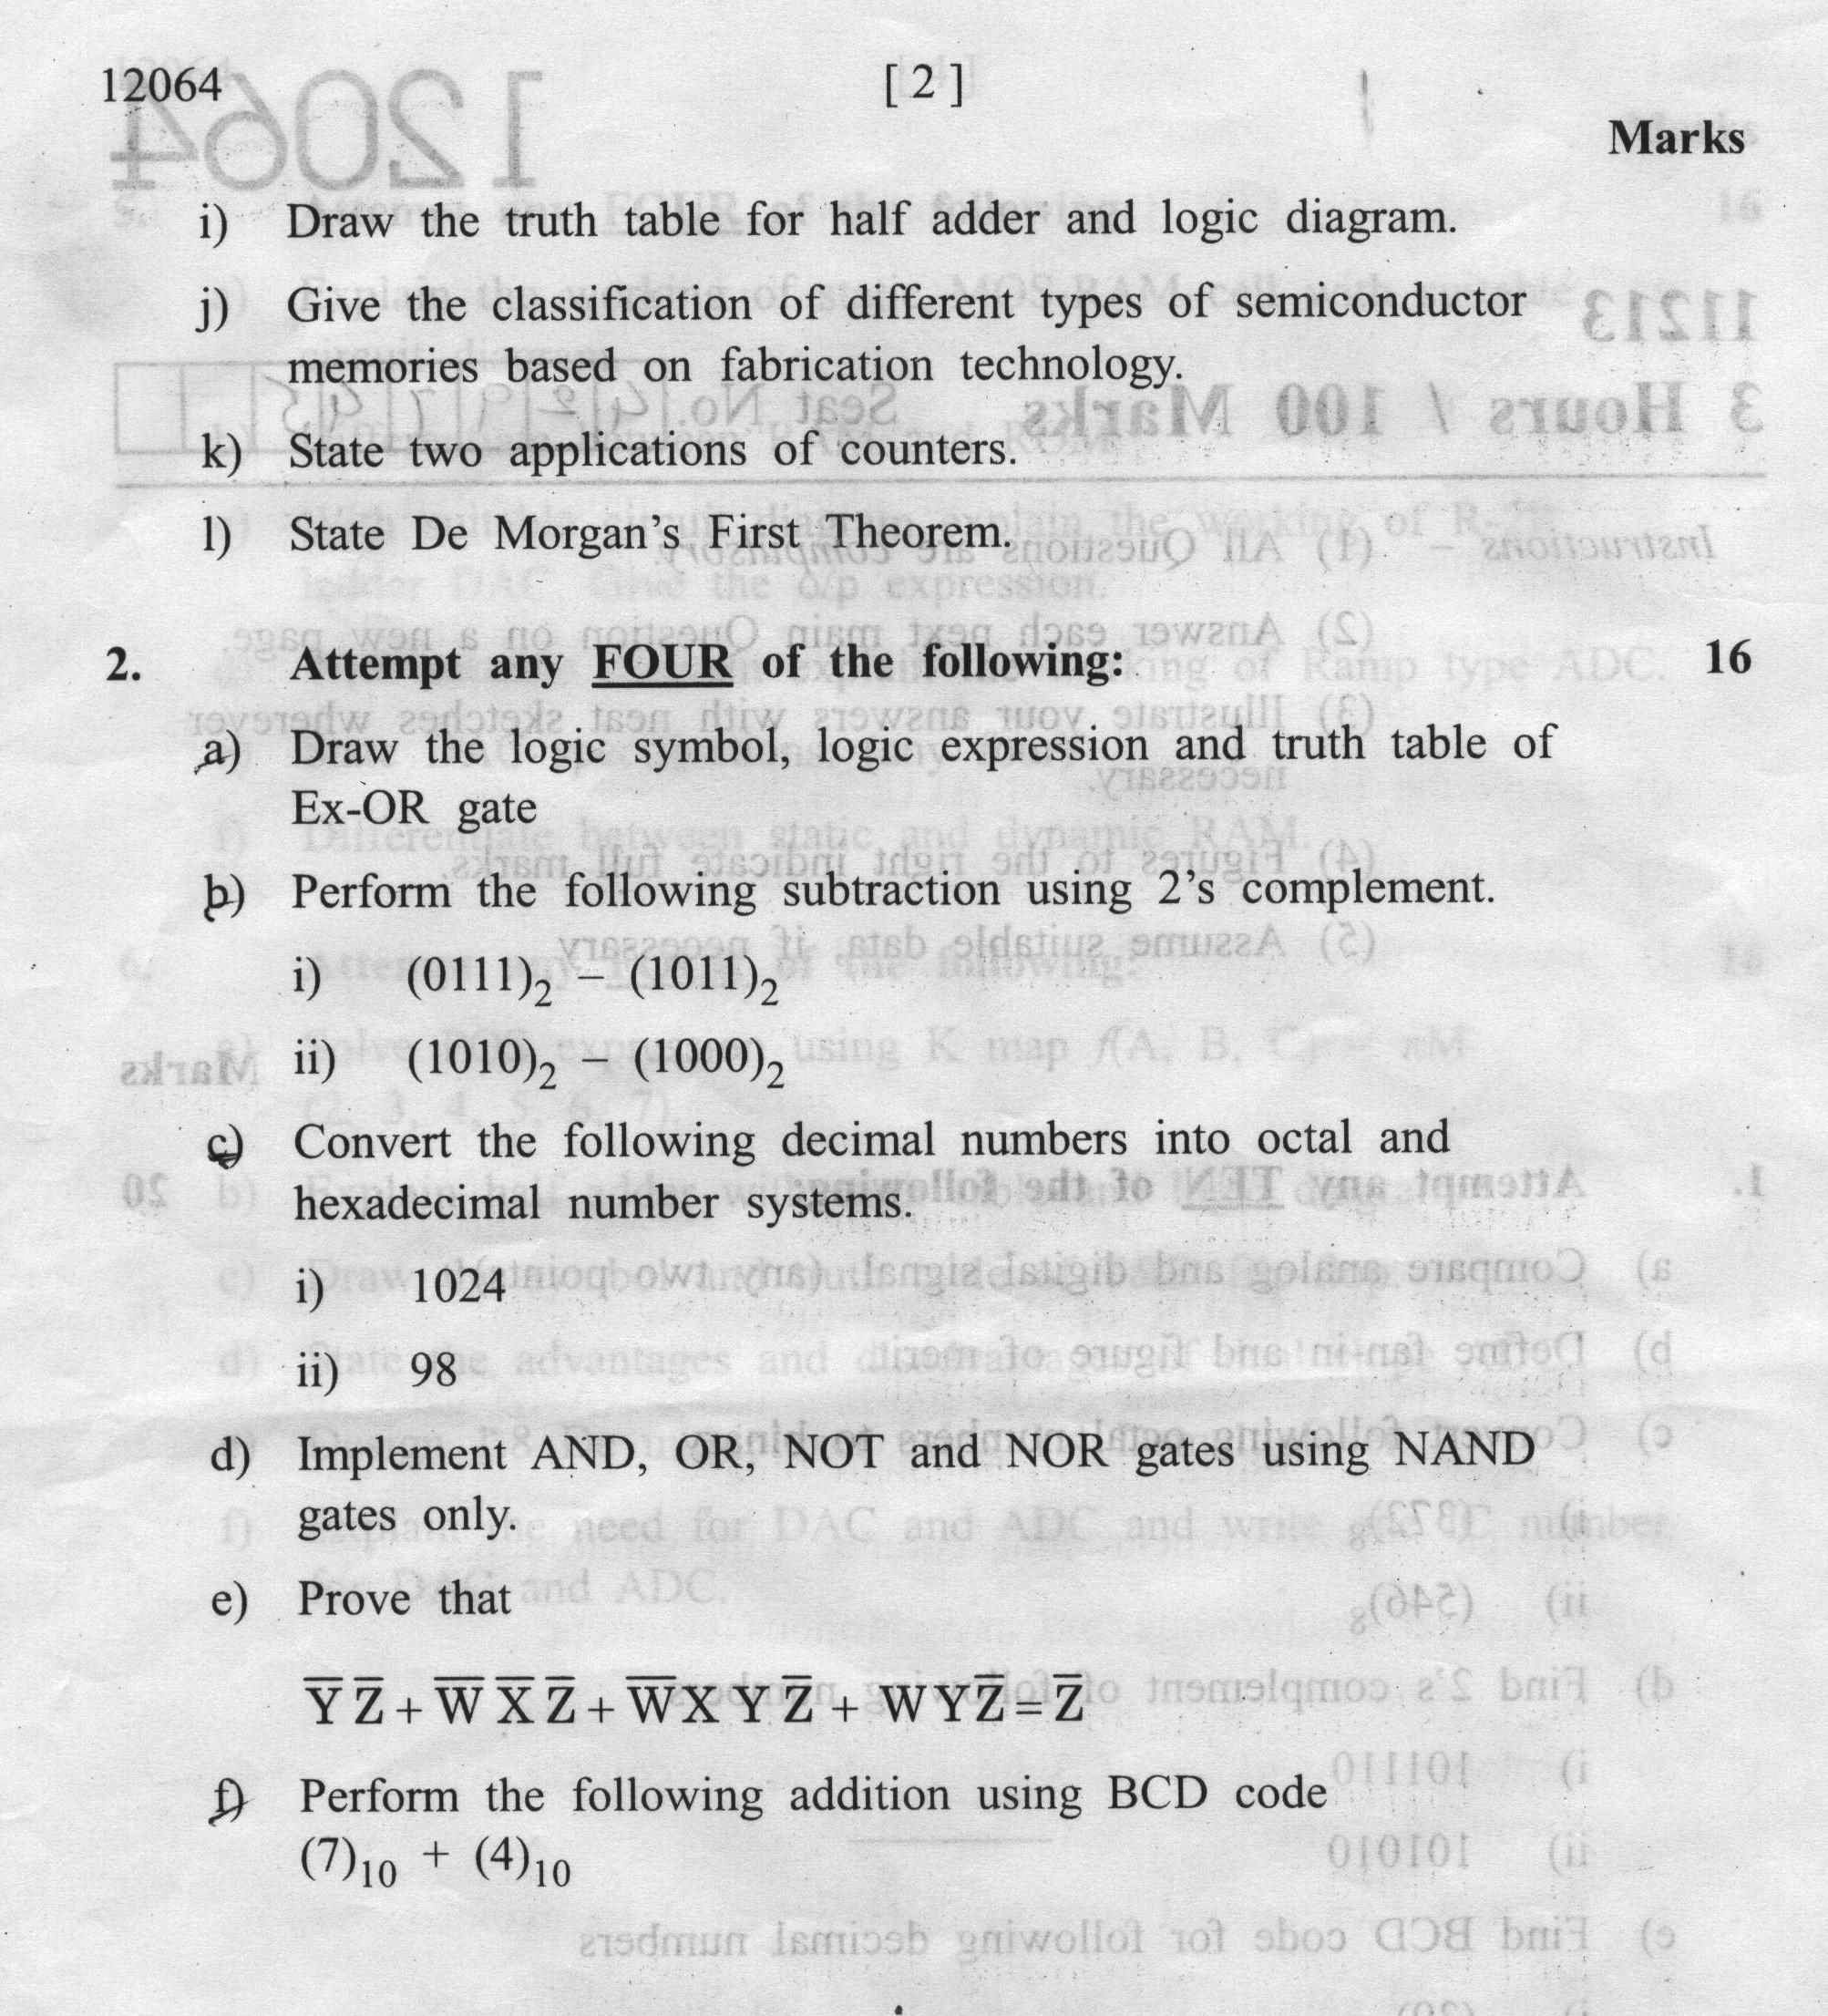 12064
[ 2 ]
Marks
i) Draw the truth table for half adder and logic diagram.
j) Give the classification of different types of semiconductor
memories based on fabrication technology.
k) State two applications of counters.
l) State De Morgan's First Theorem.
2. Attempt any FOUR of the following: 16
a) Draw the logic symbol, logic expression and truth table of
Ex-OR gate
b) Perform the following subtraction using 2's complement.
i) (0111)₂ – (1011)₂
ii) (1010)₂ – (1000)₂
c) Convert the following decimal numbers into octal and
hexadecimal number systems.
i) 1024
ii) 98
d) Implement AND, OR, NOT and NOR gates using NAND
gates only.
e) Prove that
Y̅ Z̅ + W̅ X̅ Z̅ + W̅ X Y Z̅ + W Y Z̅ = Z̅
f) Perform the following addition using BCD code
(7)₁₀ + (4)₁₀